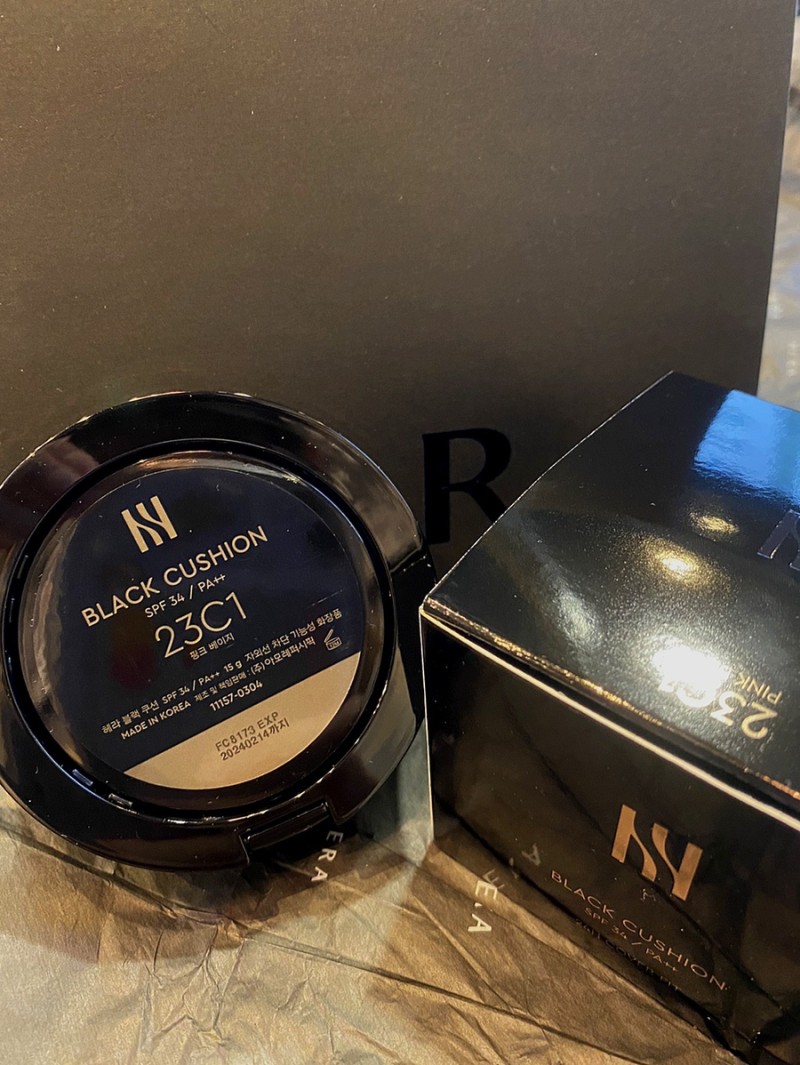 R
BLACK CUSHION
SPF 34 / PA++
23C1
핑크 베이지
헤라 블랙 쿠션 SPF 34 / PA++ 15 g 자외선 차단 기능성 화장품
MADE IN KOREA 제조 및 책임판매 : (주)아모레퍼시픽
11157-0304
FC8173 EXP
20240214까지
23C1
PINK
BLACK CUSHION
SPF 34 / PA++
ERA